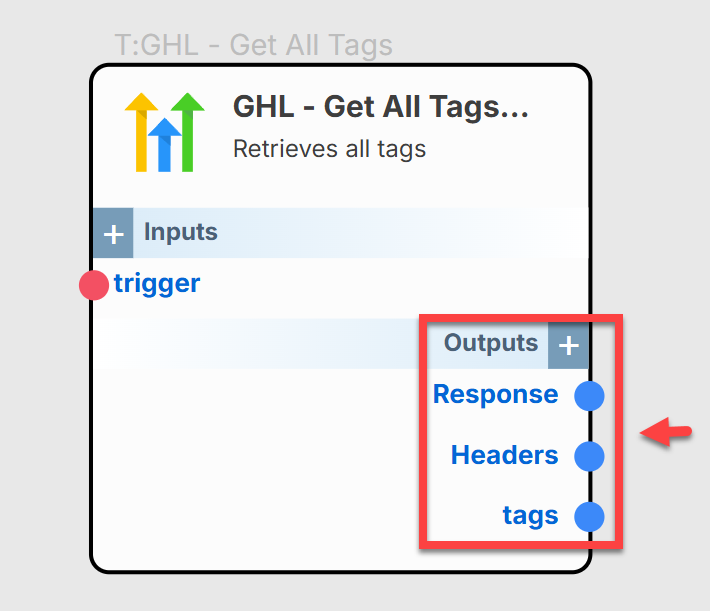 T:GHL - Get All Tags
GHL - Get All Tags...
Retrieves all tags
+ Inputs
trigger
Outputs +
Response
Headers
tags